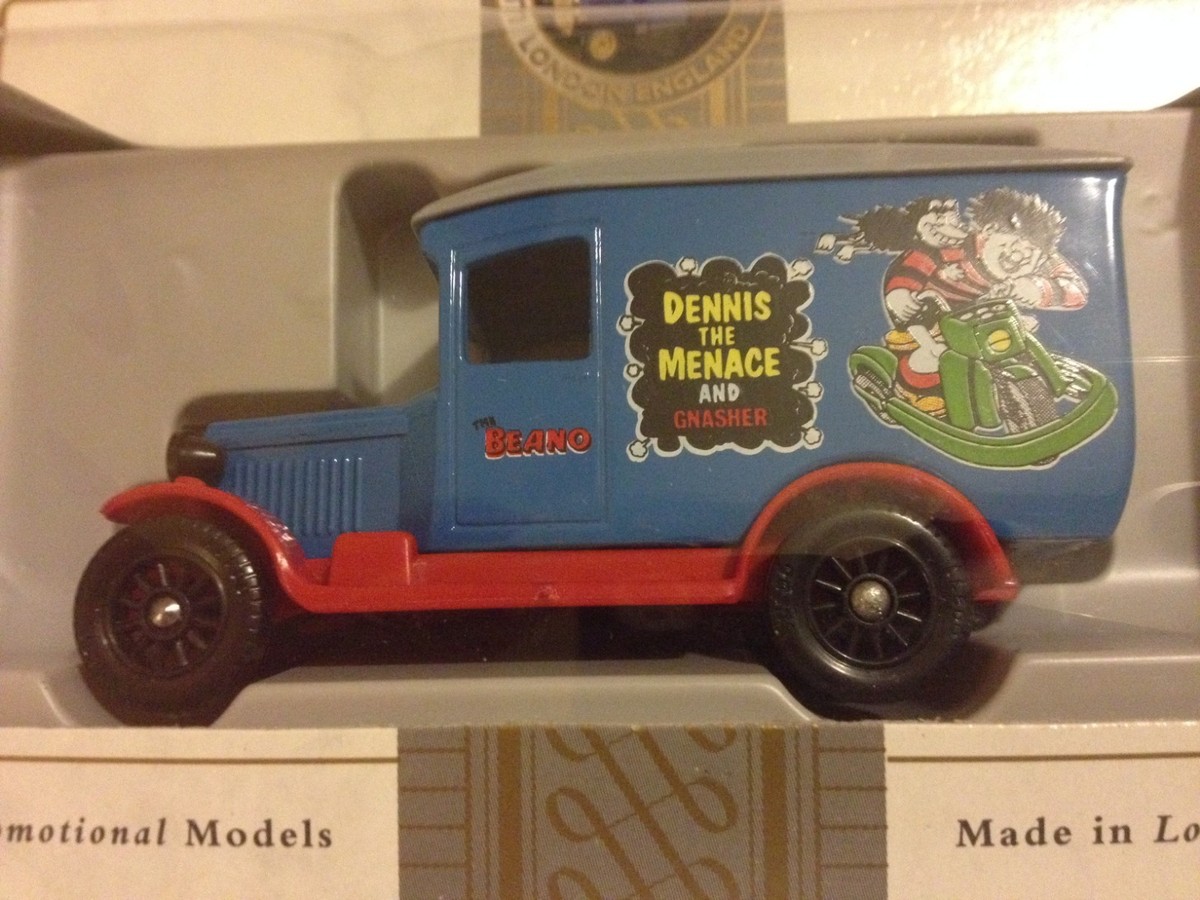 LONDON ENGLAND
DENNIS
THE
MENACE
AND
GNASHER
THE
BEANO
omotional Models
Made in Lo